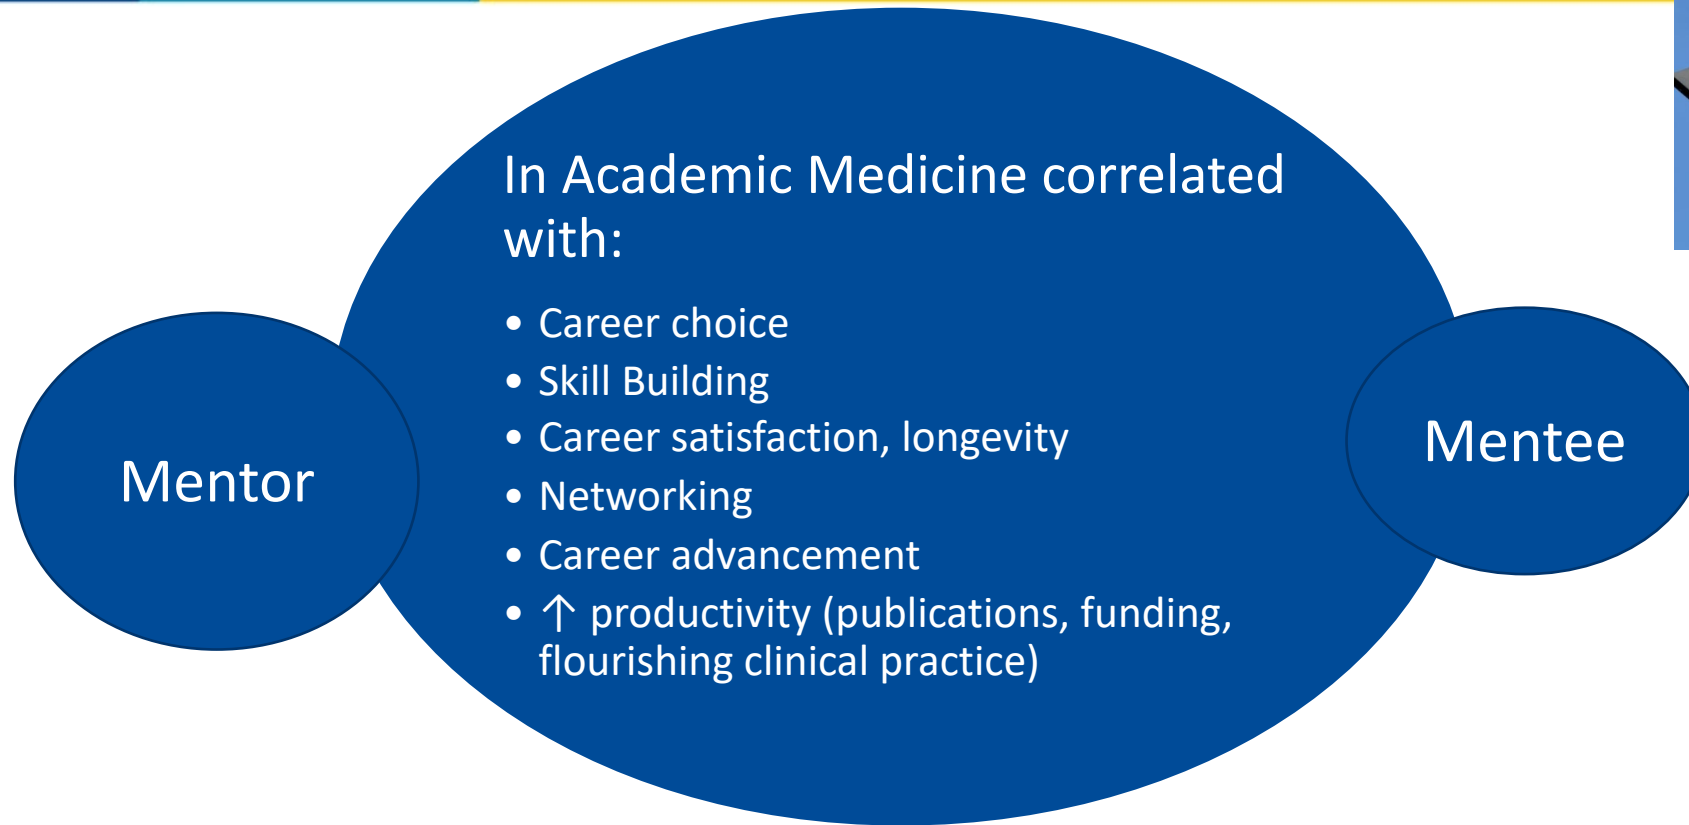 In Academic Medicine correlated
with:
• Career choice
• Skill Building
• Career satisfaction, longevity
• Networking
• Career advancement
• ↑ productivity (publications, funding,
flourishing clinical practice)
Mentor
Mentee